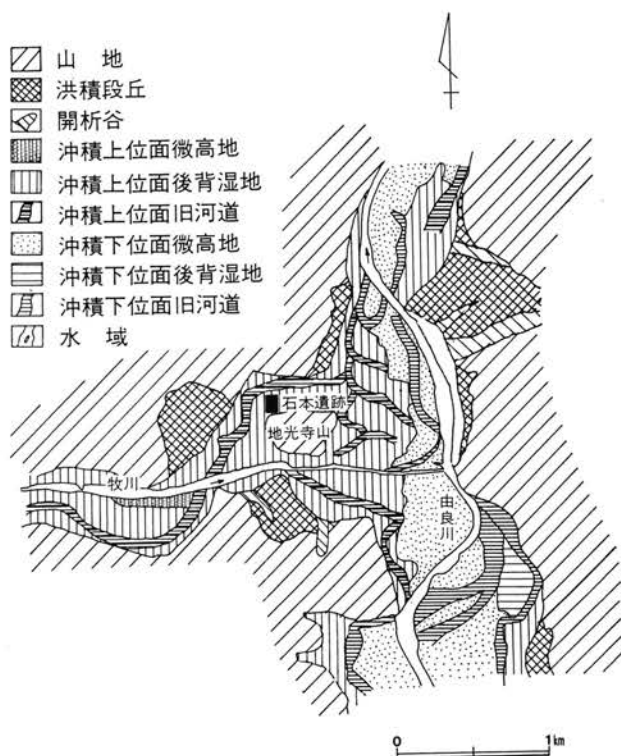 山地
洪積段丘
開析谷
沖積上位面微高地
沖積上位面後背湿地
沖積上位面旧河道
沖積下位面微高地
沖積下位面後背湿地
沖積下位面旧河道
水域
石本遺跡
地光寺山
牧川
由良川
0 1km